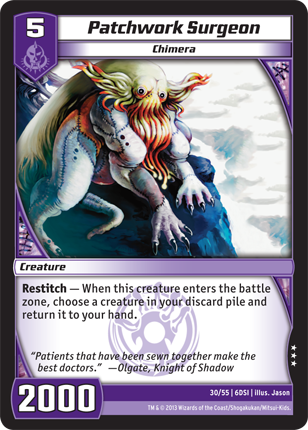 5
Patchwork Surgeon
Chimera
Creature
Restitch — When this creature enters the battle
zone, choose a creature in your discard pile and
return it to your hand.
“Patients that have been sewn together make the
best doctors.” —Olgate, Knight of Shadow
2000
30/55 | 6DSI | illus. Jason
TM & © 2013 Wizards of the Coast/Shogakukan/Mitsui-Kids.